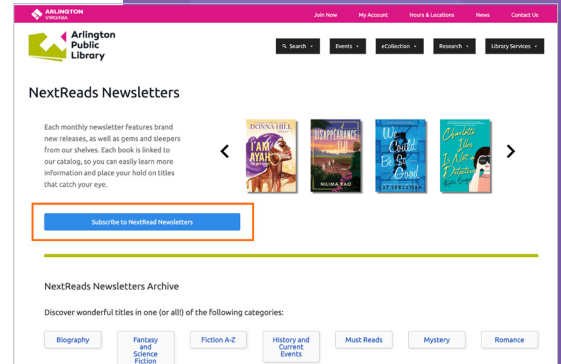 ARLINGTON
VIRGINIA
Join Now
My Account
Hours & Locations
News
Contact Us
Arlington
Public
Library
Search
Events
eCollection
Research
Library Services
NextReads Newsletters
Each monthly newsletter features brand
new releases, as well as gems and sleepers
from our shelves. Each book is linked to
our catalog, so you can easily learn more
information and place your hold on titles
that catch your eye.
DONNA HILL
I AM
AYAH
DISAPPEARANCE
FIJI
NILIMA RAO
We
Could
Be So
Good
CAT SEBASTIAN
Charlotte
Illes
Is Not a
Detective
Subscribe to NextRead Newsletters
NextReads Newsletters Archive
Discover wonderful titles in one (or all!) of the following categories:
Biography
Fantasy
and
Science
Fiction
Fiction A-Z
History and
Current
Events
Must Reads
Mystery
Romance